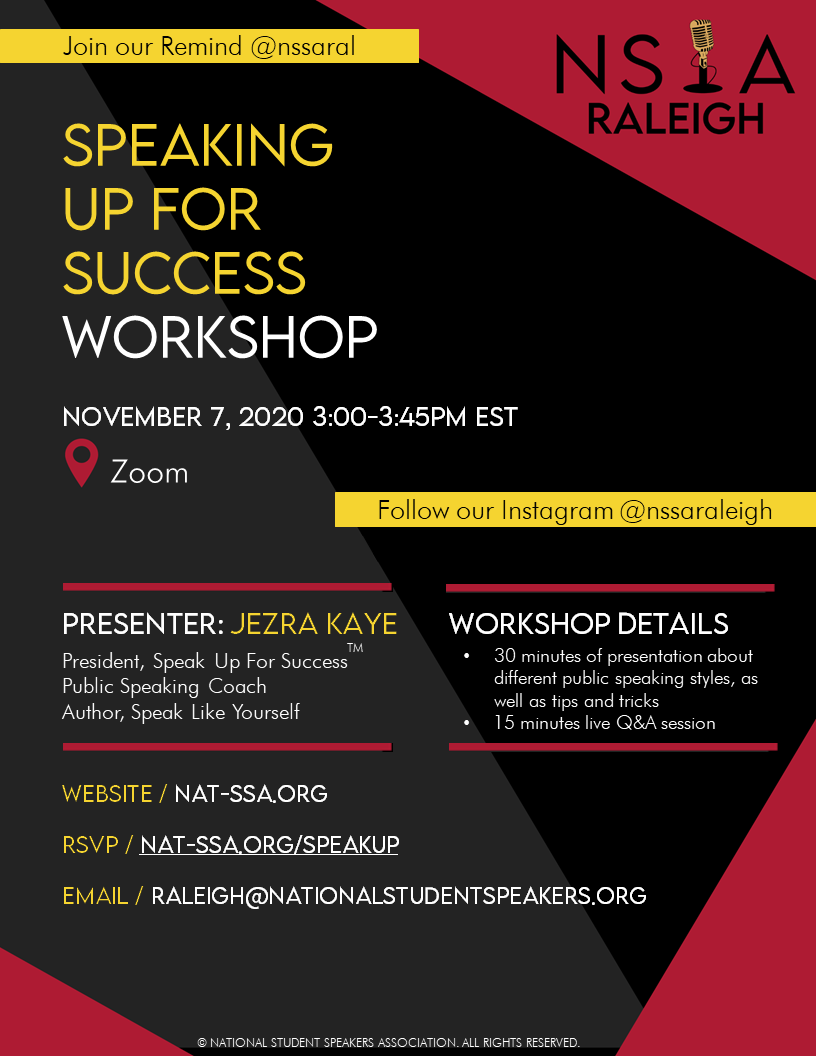 Join our Remind @nssaral
NS A
RALEIGH
SPEAKING
UP FOR
SUCCESS
WORKSHOP
NOVEMBER 7, 2020 3:00-3:45PM EST
Zoom
Follow our Instagram @nssaraleigh
PRESENTER: JEZRA KAYE
President, Speak Up For Success™
Public Speaking Coach
Author, Speak Like Yourself
WORKSHOP DETAILS
• 30 minutes of presentation about
different public speaking styles, as
well as tips and tricks
• 15 minutes live Q&A session
WEBSITE / NAT-SSA.ORG
RSVP / NAT-SSA.ORG/SPEAKUP
EMAIL / RALEIGH@NATIONALSTUDENTSPEAKERS.ORG
© NATIONAL STUDENT SPEAKERS ASSOCIATION. ALL RIGHTS RESERVED.